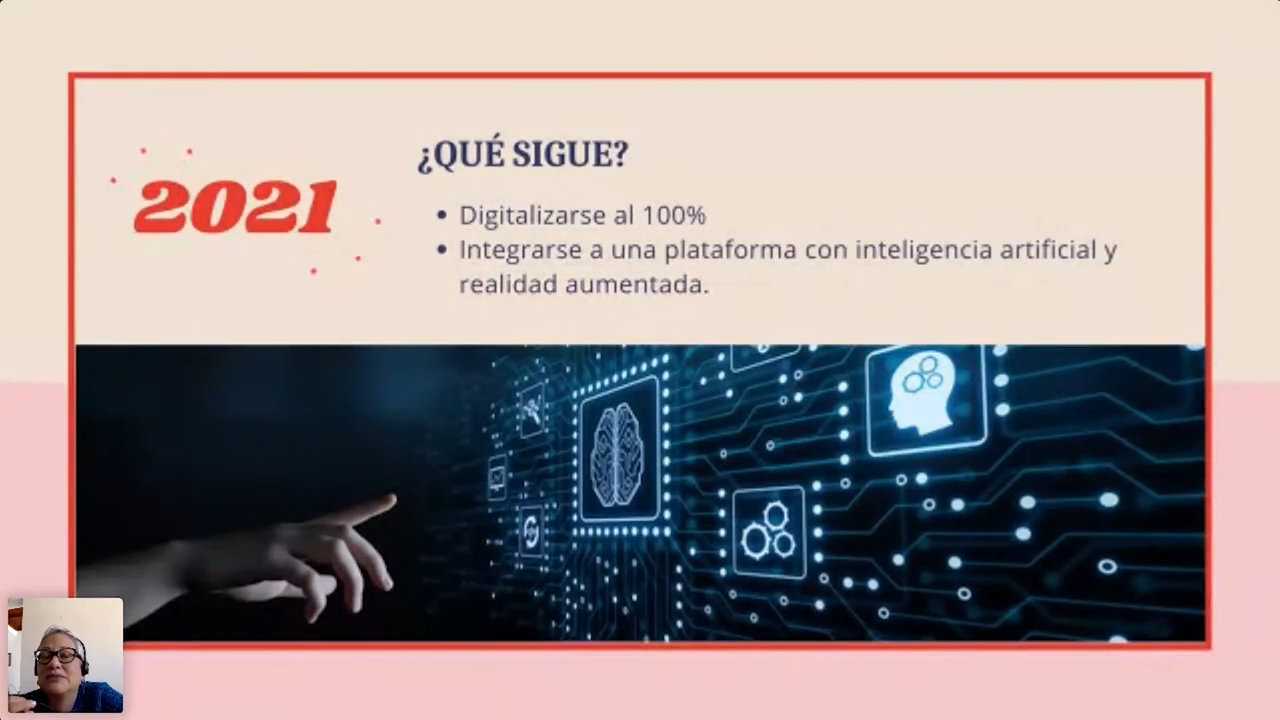 2021
¿QUÉ SIGUE?
Digitalizarse al 100%
Integrarse a una plataforma con inteligencia artificial y
realidad aumentada.